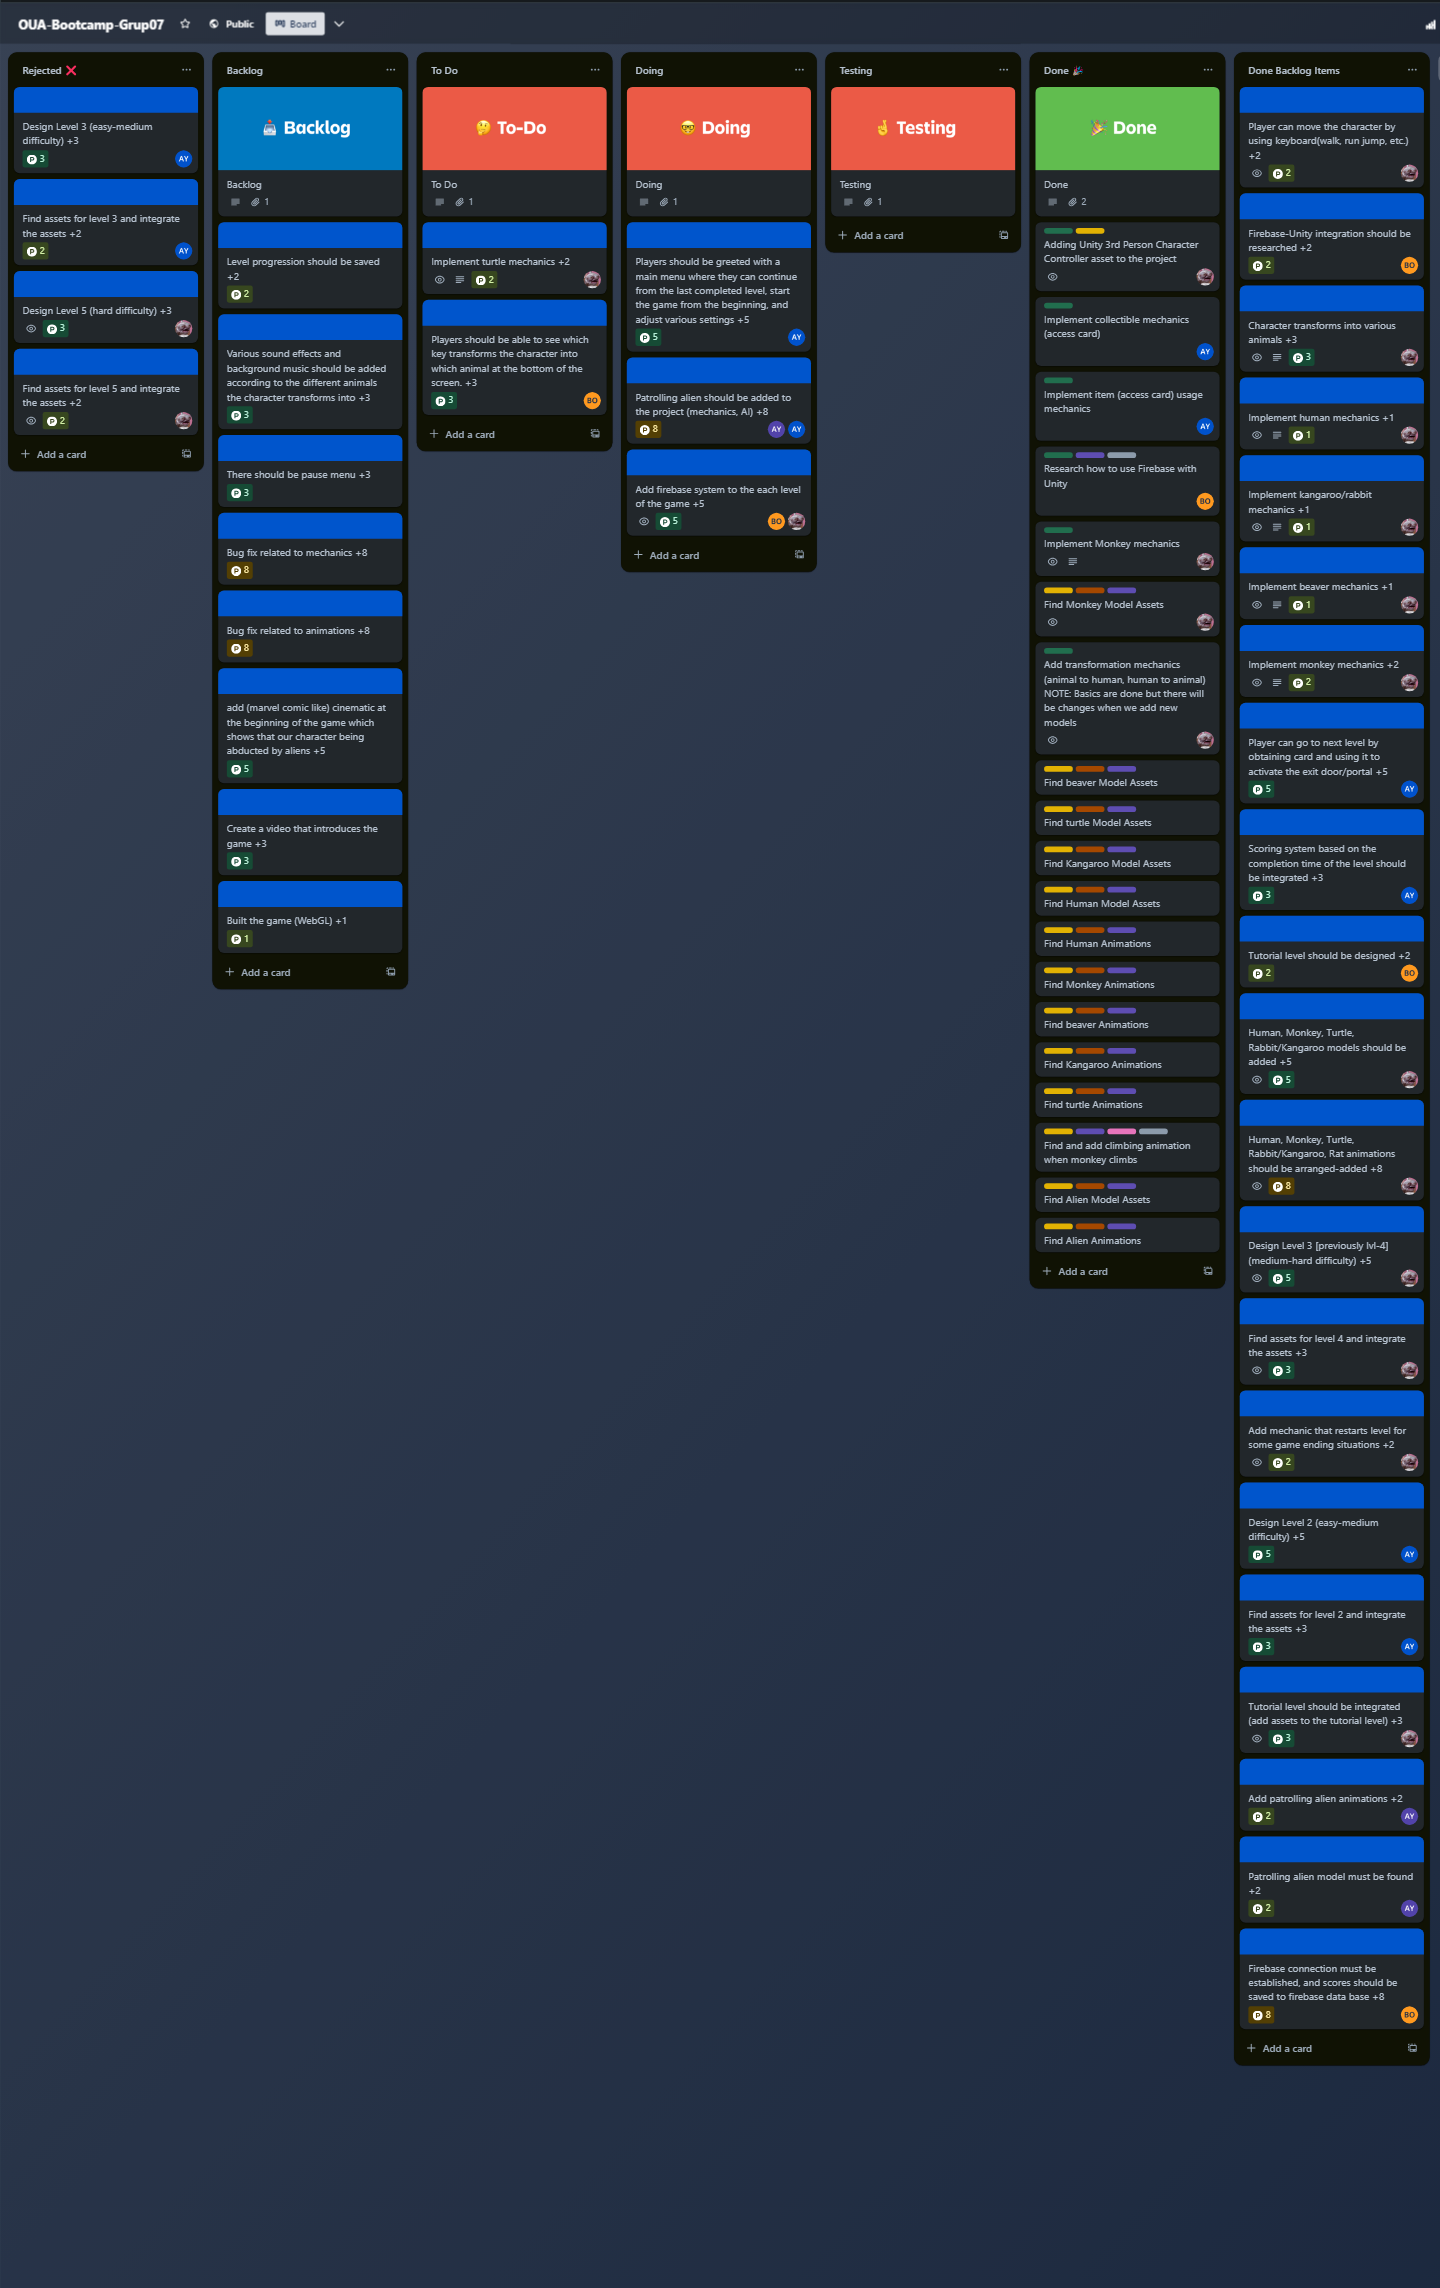 OUA-Bootcamp-Grup07
Public
Board
Rejected ❌
Design Level 3 (easy-medium
difficulty) +3
P 3
AY
Find assets for level 3 and integrate
the assets +2
P 2
AY
Design Level 5 (hard difficulty) +3
P 3
Find assets for level 5 and integrate
the assets +2
P 2
+ Add a card
Backlog
Backlog
Backlog
1
Level progression should be saved
+2
P 2
Various sound effects and
background music should be added
according to the different animals
the character transforms into +3
P 3
There should be pause menu +3
P 3
Bug fix related to mechanics +8
P 8
Bug fix related to animations +8
P 8
add (marvel comic like) cinematic at
the beginning of the game which
shows that our character being
abducted by aliens +5
P 5
Create a video that introduces the
game +3
P 3
Built the game (WebGL) +1
P 1
+ Add a card
To Do
🤔 To-Do
To Do
1
Implement turtle mechanics +2
P 2
Players should be able to see which
key transforms the character into
which animal at the bottom of the
screen. +3
P 3
BO
+ Add a card
Doing
🤓 Doing
Doing
1
Players should be greeted with a
main menu where they can continue
from the last completed level, start
the game from the beginning, and
adjust various settings +5
P 5
AY
Patrolling alien should be added to
the project (mechanics, AI) +8
P 8
AY AY
Add firebase system to the each level
of the game +5
P 5
BO
+ Add a card
Testing
🤞 Testing
Testing
1
+ Add a card
Done 🎉
🎉 Done
Done
2
Adding Unity 3rd Person Character
Controller asset to the project
Implement collectible mechanics
(access card)
AY
Implement item (access card) usage
mechanics
AY
Research how to use Firebase with
Unity
BO
Implement Monkey mechanics
Find Monkey Model Assets
Add transformation mechanics
(animal to human, human to animal)
NOTE: Basics are done but there will
be changes when we add new
models
Find beaver Model Assets
Find turtle Model Assets
Find Kangaroo Model Assets
Find Human Model Assets
Find Human Animations
Find Monkey Animations
Find beaver Animations
Find Kangaroo Animations
Find turtle Animations
Find and add climbing animation
when monkey climbs
Find Alien Model Assets
Find Alien Animations
+ Add a card
Done Backlog Items
Player can move the character by
using keyboard(walk, run jump, etc.)
+2
P 2
Firebase-Unity integration should be
researched +2
P 2
BO
Character transforms into various
animals +3
P 3
Implement human mechanics +1
P 1
Implement kangaroo/rabbit
mechanics +1
P 1
Implement beaver mechanics +1
P 1
Implement monkey mechanics +2
P 2
Player can go to next level by
obtaining card and using it to
activate the exit door/portal +5
P 5
AY
Scoring system based on the
completion time of the level should
be integrated +3
P 3
AY
Tutorial level should be designed +2
P 2
BO
Human, Monkey, Turtle,
Rabbit/Kangaroo models should be
added +5
P 5
Human, Monkey, Turtle,
Rabbit/Kangaroo, Rat animations
should be arranged-added +8
P 8
Design Level 3 [previously lvl-4]
(medium-hard difficulty) +5
P 5
Find assets for level 4 and integrate
the assets +3
P 3
Add mechanic that restarts level for
some game ending situations +2
P 2
Design Level 2 (easy-medium
difficulty) +5
P 5
AY
Find assets for level 2 and integrate
the assets +3
P 3
AY
Tutorial level should be integrated
(add assets to the tutorial level) +3
P 3
Add patrolling alien animations +2
P 2
AY
Patrolling alien model must be found
+2
P 2
AY
Firebase connection must be
established, and scores should be
saved to firebase data base +8
P 8
BO
+ Add a card